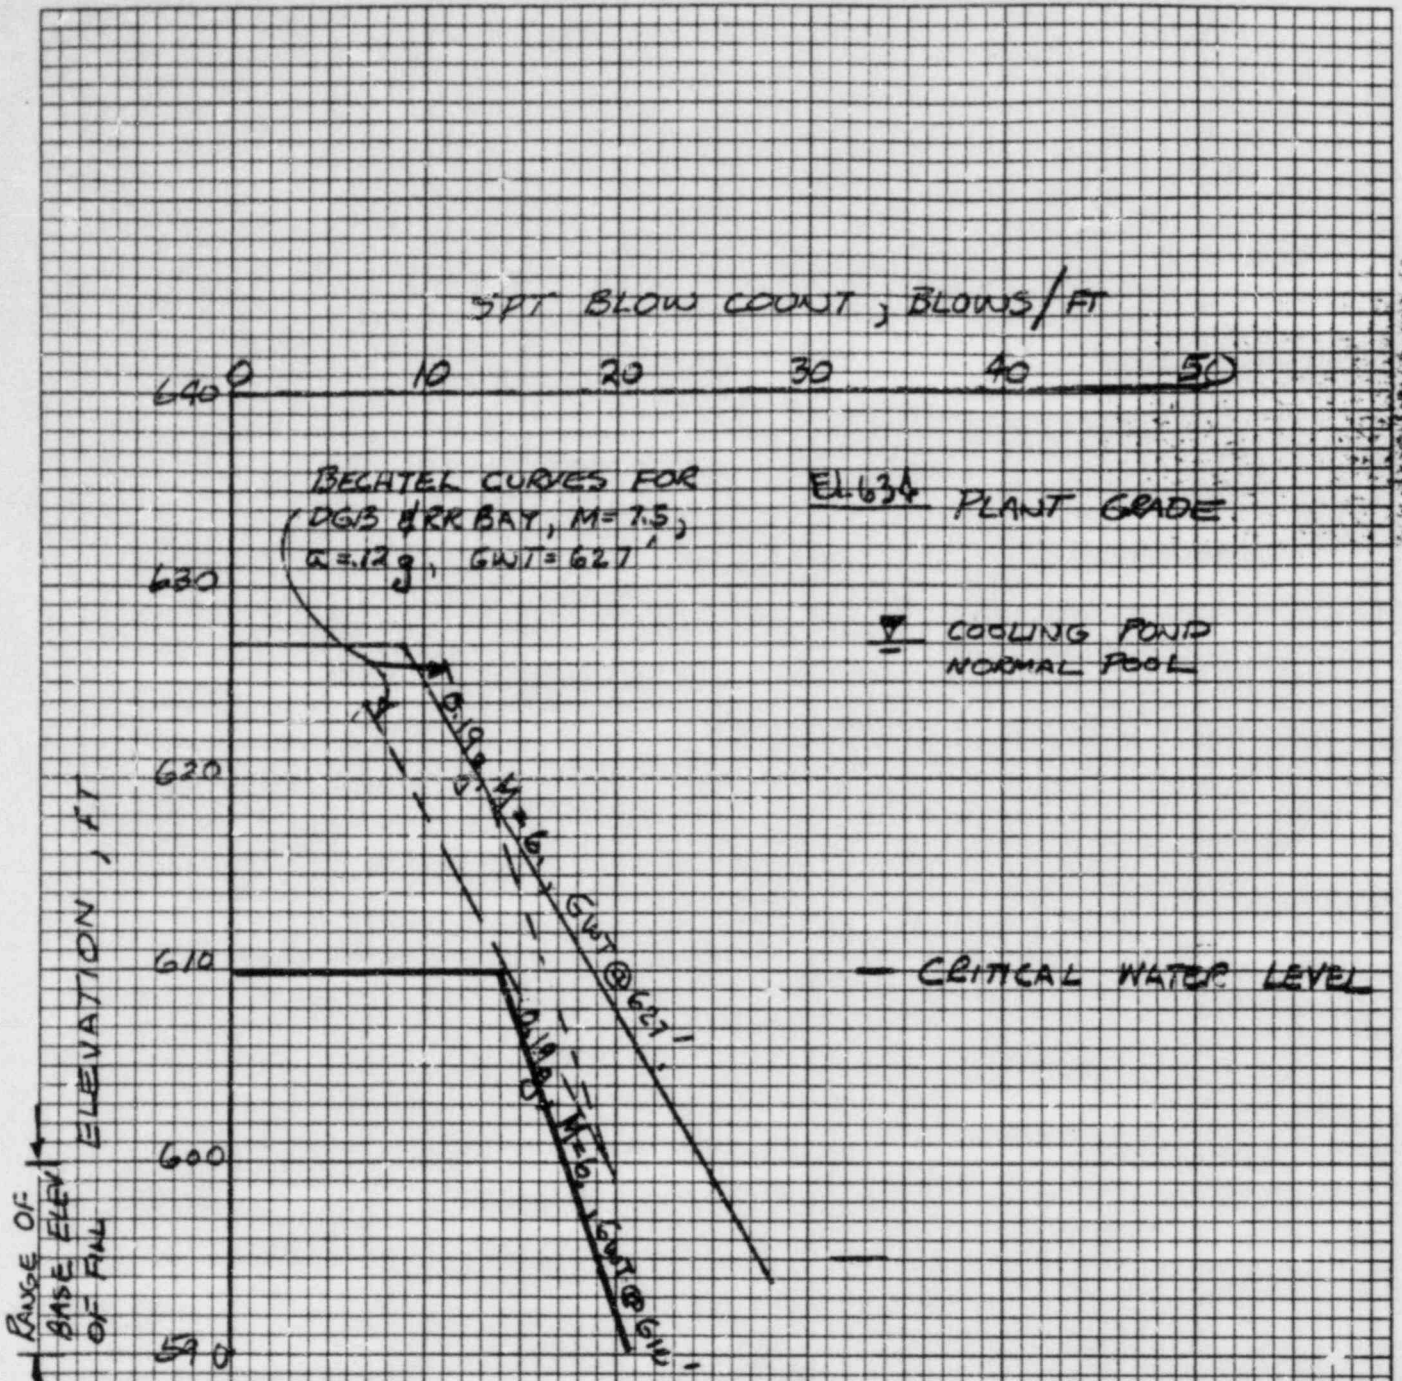 SPT BLOW COUNT, BLOWS/FT
0 10 20 30 40 50
640
BECHTEL CURVES FOR
DGB & RR BAY, M=7.5,
a=.12g, GWT=627'
EL 634 PLANT GRADE
630
COOLING POND
NORMAL POOL
0.19g, M=6, GWT@627'
620
ELEVATION, FT
610
CRITICAL WATER LEVEL
0.19g, M=6, GWT@610'
600
RANGE OF
BASE ELEV
OF FILL
590